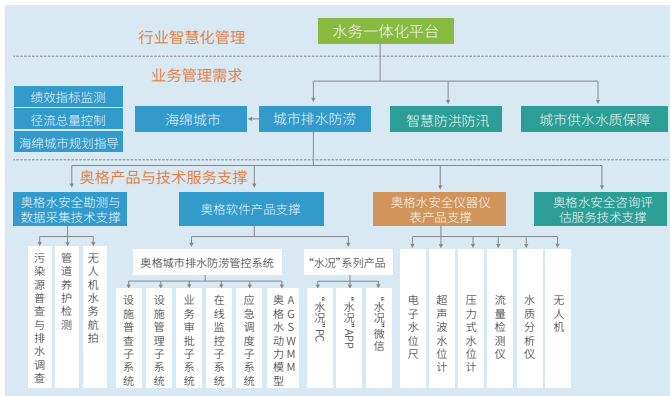 行业智慧化管理
水务一体化平台
业务管理需求
绩效指标监测
径流总量控制
海绵城市规划指导
海绵城市
城市排水防涝
智慧防洪防汛
城市供水水质保障
奥格产品与技术服务支撑
奥格水安全勘测与
数据采集技术支撑
奥格软件产品支撑
奥格水安全仪器仪
表产品支撑
奥格水安全咨询评
估服务技术支撑
污染源普查与排水调查
管道养护检测
无人机水务航拍
奥格城市排水防涝管控系统
“水况”系列产品
设施普查子系统
设施管理子系统
业务审批子系统
在线监控子系统
应急调度子系统
奥格水动力模型
AGSWMM
“水况”PC
“水况”APP
“水况”微信
电子水位尺
超声波水位计
压力式水位计
流量检测仪
水质分析仪
无人机